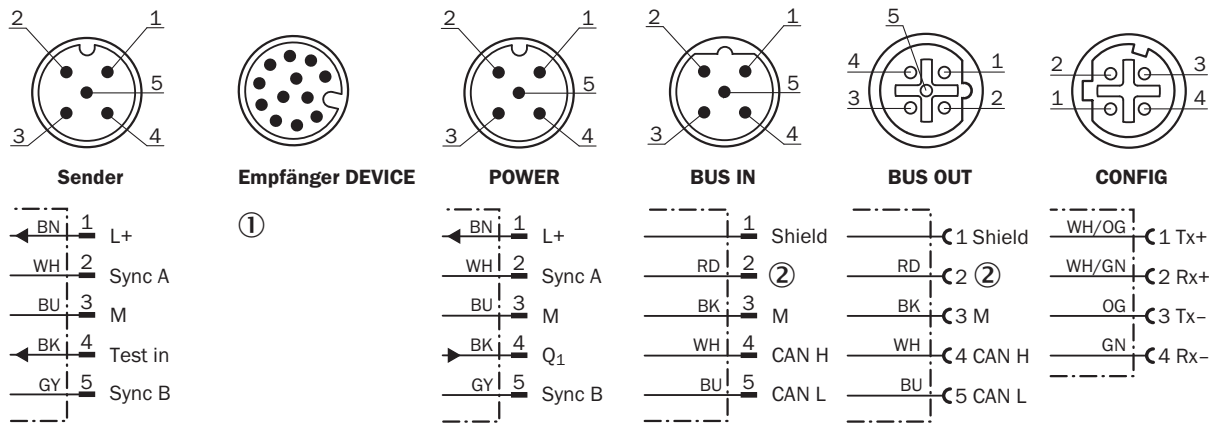 2 1
5
3 4
Sender
BN 1 L+
WH 2 Sync A
BU 3 M
BK 4 Test in
GY 5 Sync B
Empfänger DEVICE
①
2 1
5
3 4
POWER
BN 1 L+
WH 2 Sync A
BU 3 M
BK 4 Q₁
GY 5 Sync B
2 1
5
3 4
BUS IN
1 Shield
RD 2 ②
BK 3 M
WH 4 CAN H
BU 5 CAN L
5
4 1
3 2
BUS OUT
1 Shield
RD 2 ②
BK 3 M
WH 4 CAN H
BU 5 CAN L
2 3
1 4
CONFIG
WH/OG 1 Tx+
WH/GN 2 Rx+
OG 3 Tx–
GN 4 Rx–